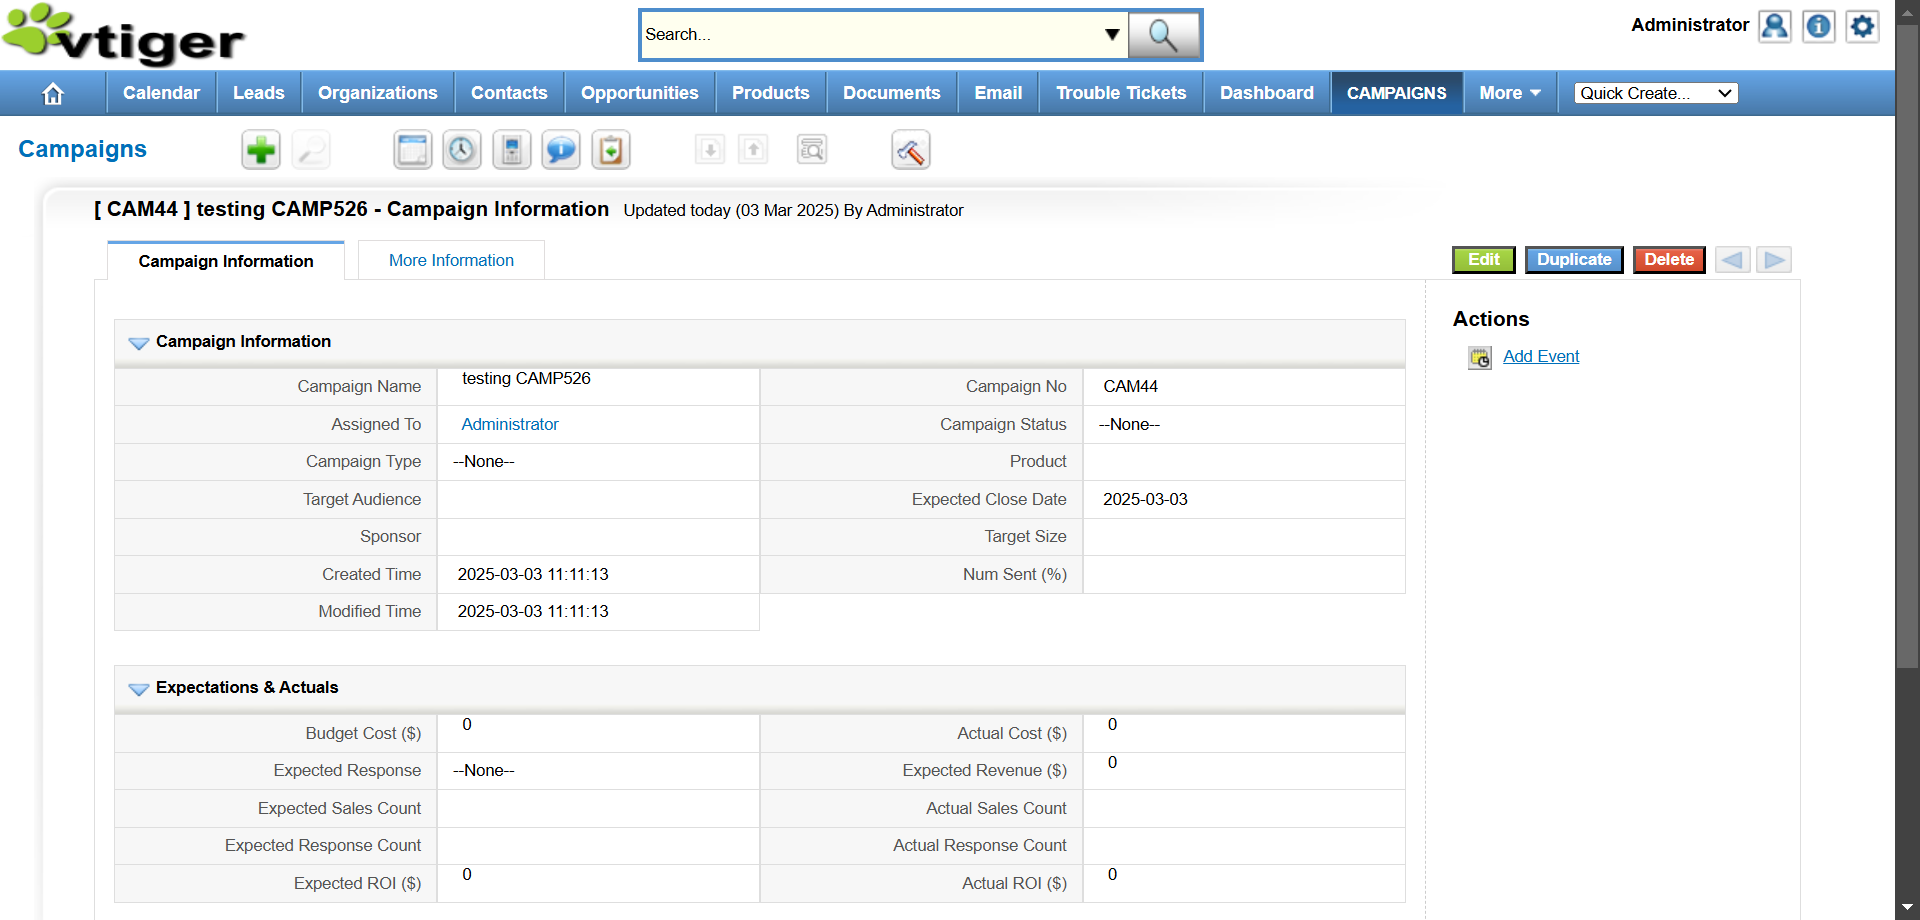 vtiger
Search...
Administrator
Calendar Leads Organizations Contacts Opportunities Products Documents Email Trouble Tickets Dashboard CAMPAIGNS More Quick Create...
Campaigns
[ CAM44 ] testing CAMP526 - Campaign Information Updated today (03 Mar 2025) By Administrator
Campaign Information More Information Edit Duplicate Delete
Actions
Add Event
Campaign Information
Campaign Name testing CAMP526 Campaign No CAM44
Assigned To Administrator Campaign Status --None--
Campaign Type --None-- Product
Target Audience Expected Close Date 2025-03-03
Sponsor Target Size
Created Time 2025-03-03 11:11:13 Num Sent (%)
Modified Time 2025-03-03 11:11:13
Expectations & Actuals
Budget Cost ($) 0 Actual Cost ($) 0
Expected Response --None-- Expected Revenue ($) 0
Expected Sales Count Actual Sales Count
Expected Response Count Actual Response Count
Expected ROI ($) 0 Actual ROI ($) 0